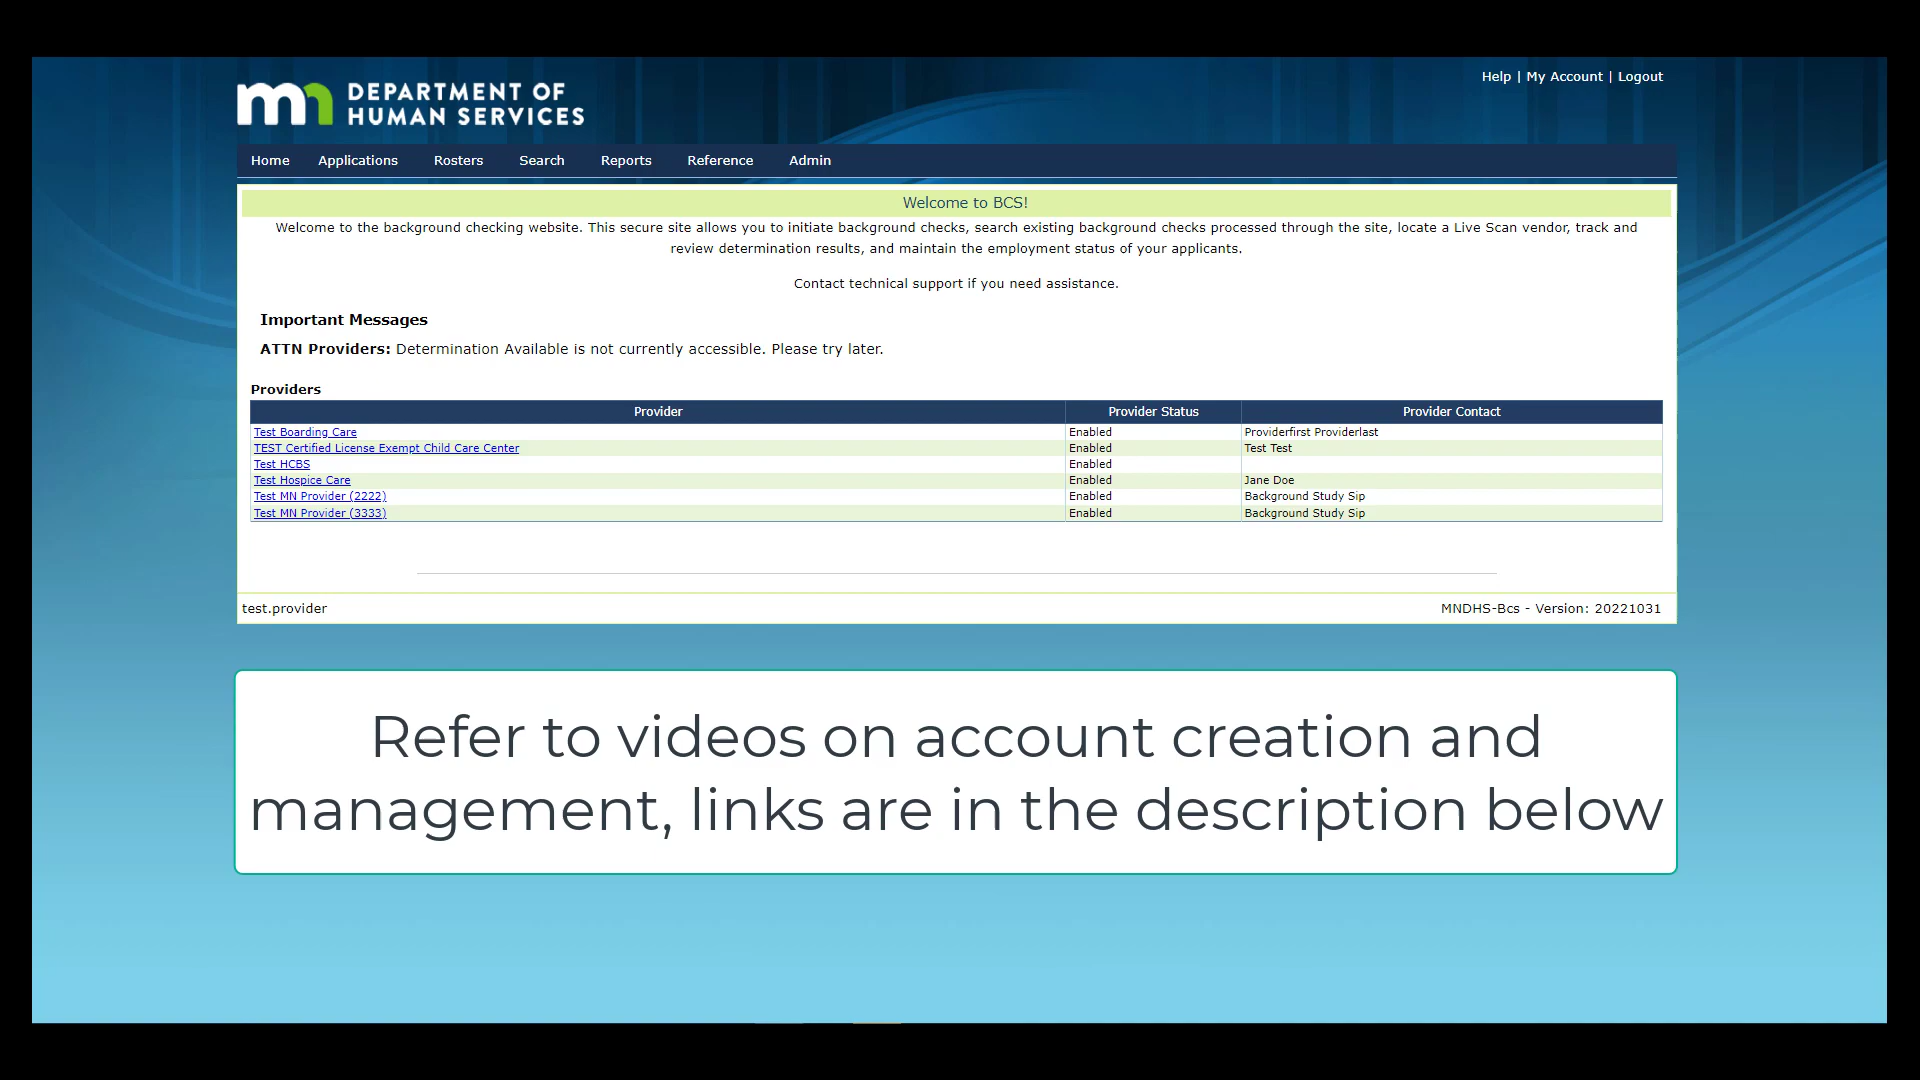 mn DEPARTMENT OF
HUMAN SERVICES
Help | My Account | Logout
Home Applications Rosters Search Reports Reference Admin
Welcome to BCS!
Welcome to the background checking website. This secure site allows you to initiate background checks, search existing background checks processed through the site, locate a Live Scan vendor, track and
review determination results, and maintain the employment status of your applicants.
Contact technical support if you need assistance.
Important Messages
ATTN Providers: Determination Available is not currently accessible. Please try later.
Providers
Provider Provider Status Provider Contact
Test Boarding Care Enabled Providerfirst Providerlast
TEST Certified License Exempt Child Care Center Enabled Test Test
Test HCBS Enabled
Test Hospice Care Enabled Jane Doe
Test MN Provider (2222) Enabled Background Study Sip
Test MN Provider (3333) Enabled Background Study Sip
test.provider MNDHS-Bcs - Version: 20221031
Refer to videos on account creation and
management, links are in the description below